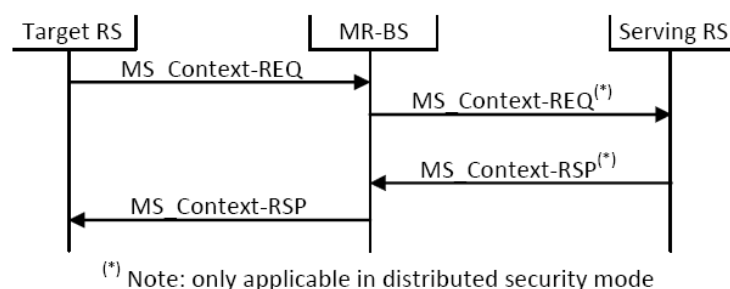 Target RS MR-BS Serving RS
MS_Context-REQ
MS_Context-REQ(*)
MS_Context-RSP(*)
MS_Context-RSP
(*) Note: only applicable in distributed security mode